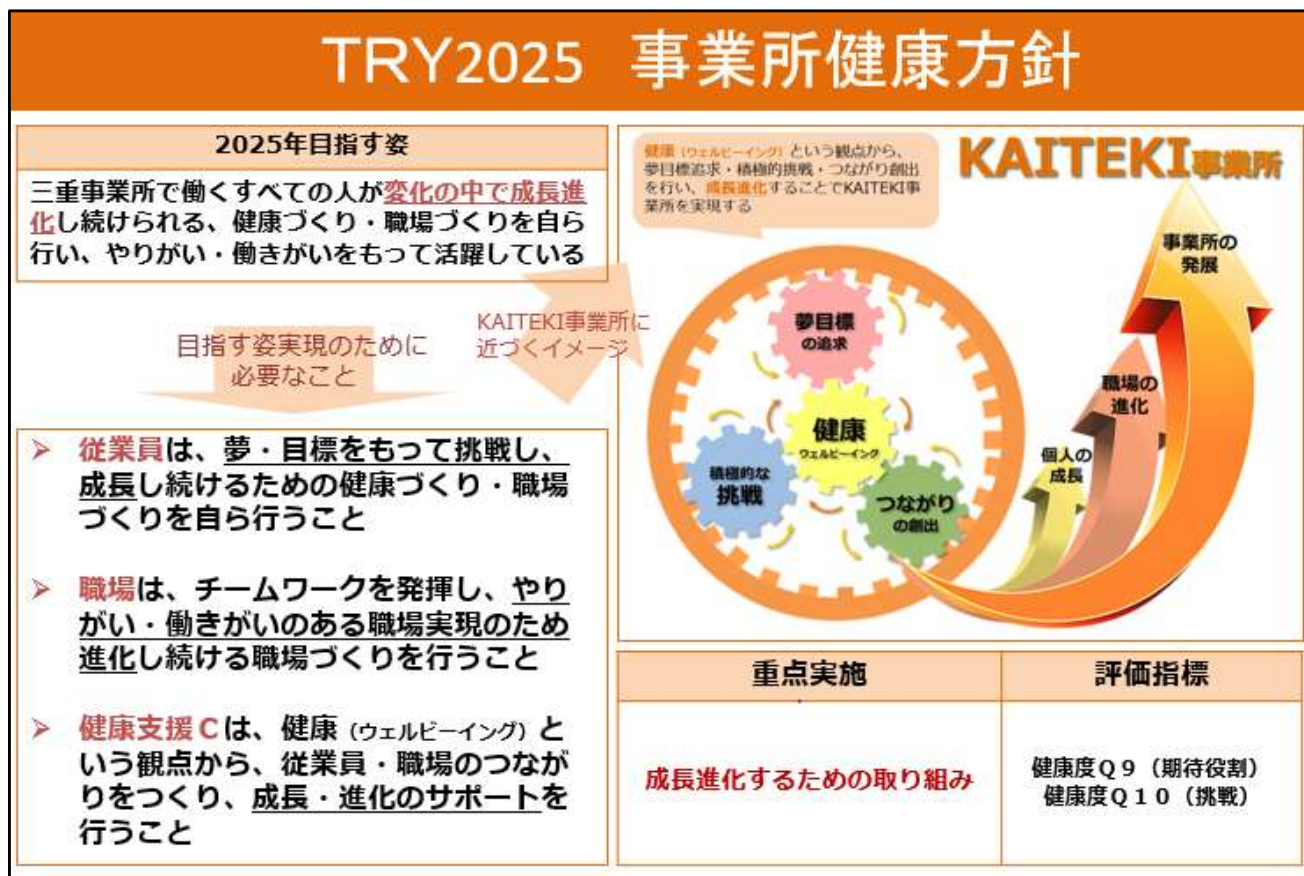 TRY2025 事業所健康方針
2025年目指す姿
三重事業所で働くすべての人が変化の中で成長進
化し続けられる、健康づくり・職場づくりを自ら
行い、やりがい・働きがいをもって活躍している
目指す姿実現のために
必要なこと
KAITEKI事業所に
近づくイメージ
➢ 従業員は、夢・目標をもって挑戦し、
成長し続けるための健康づくり・職場
づくりを自ら行うこと
➢ 職場は、チームワークを発揮し、やり
がい・働きがいのある職場実現のため
進化し続ける職場づくりを行うこと
➢ 健康支援Cは、健康（ウェルビーイング）と
いう観点から、従業員・職場のつなが
りをつくり、成長・進化のサポートを
行うこと
健康（ウェルビーイング）という観点から、
夢目標追求・積極的挑戦・つながり創出
を行い、成長進化することでKAITEKI事
業所を実現する
KAITEKI事業所
事業所の
発展
職場の
進化
個人の
成長
夢目標
の追求
健康
ウェルビーイング
積極的な
挑戦
つながり
の創出
重点実施
評価指標
成長進化するための取り組み
健康度Ｑ９（期待役割）
健康度Ｑ１０（挑戦）